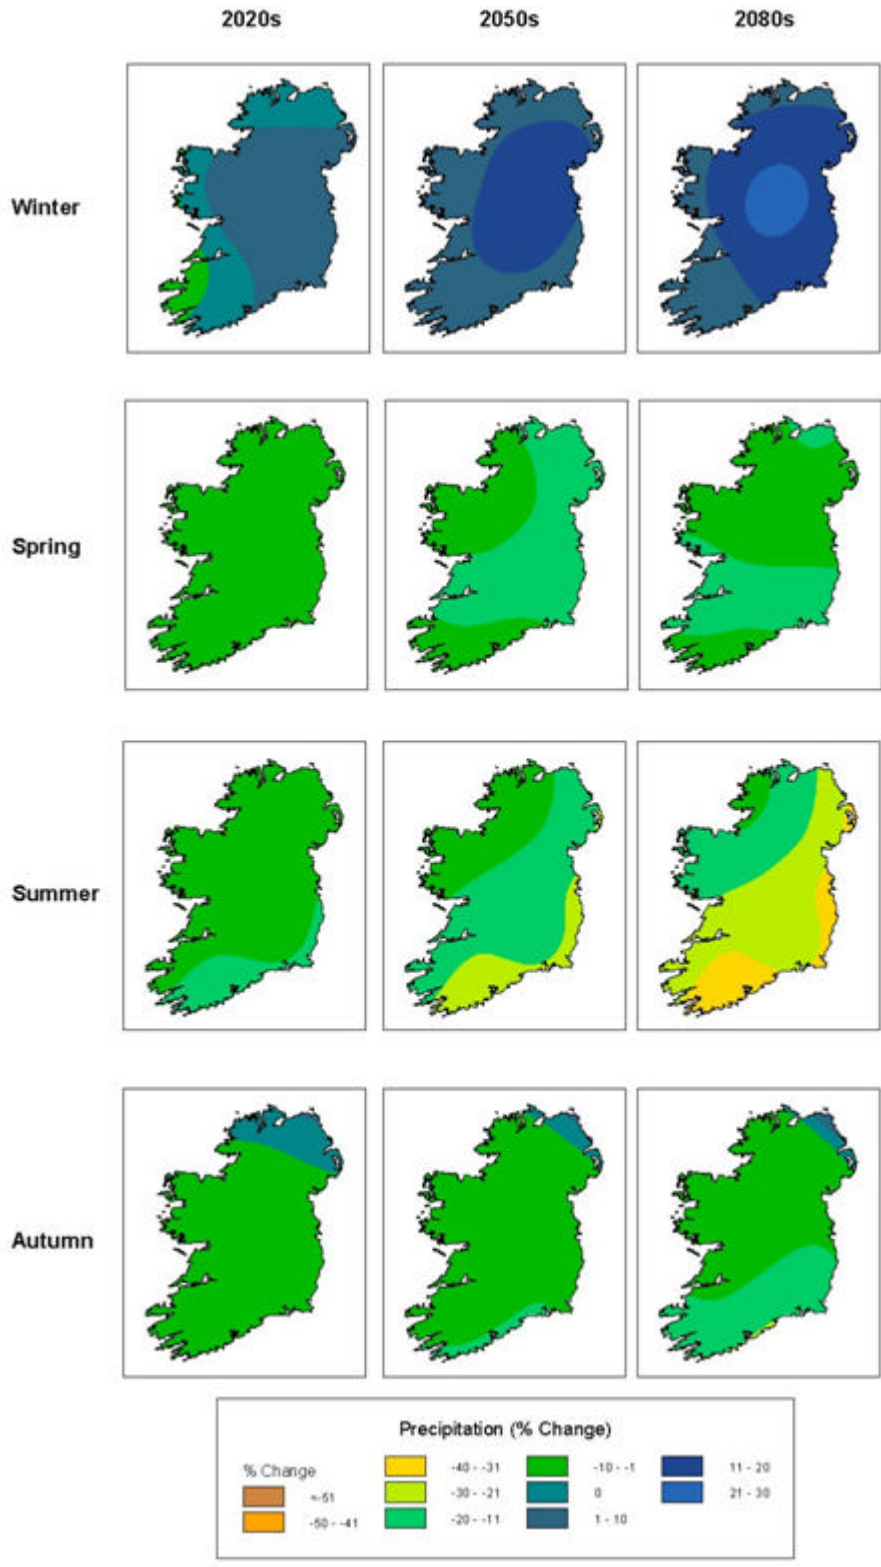 2020s 2050s 2080s
Winter
Spring
Summer
Autumn
Precipitation (% Change)
% Change
<-51
-50 - -41
-40 - -31
-30 - -21
-20 - -11
-10 - -1
0
1 - 10
11 - 20
21 - 30